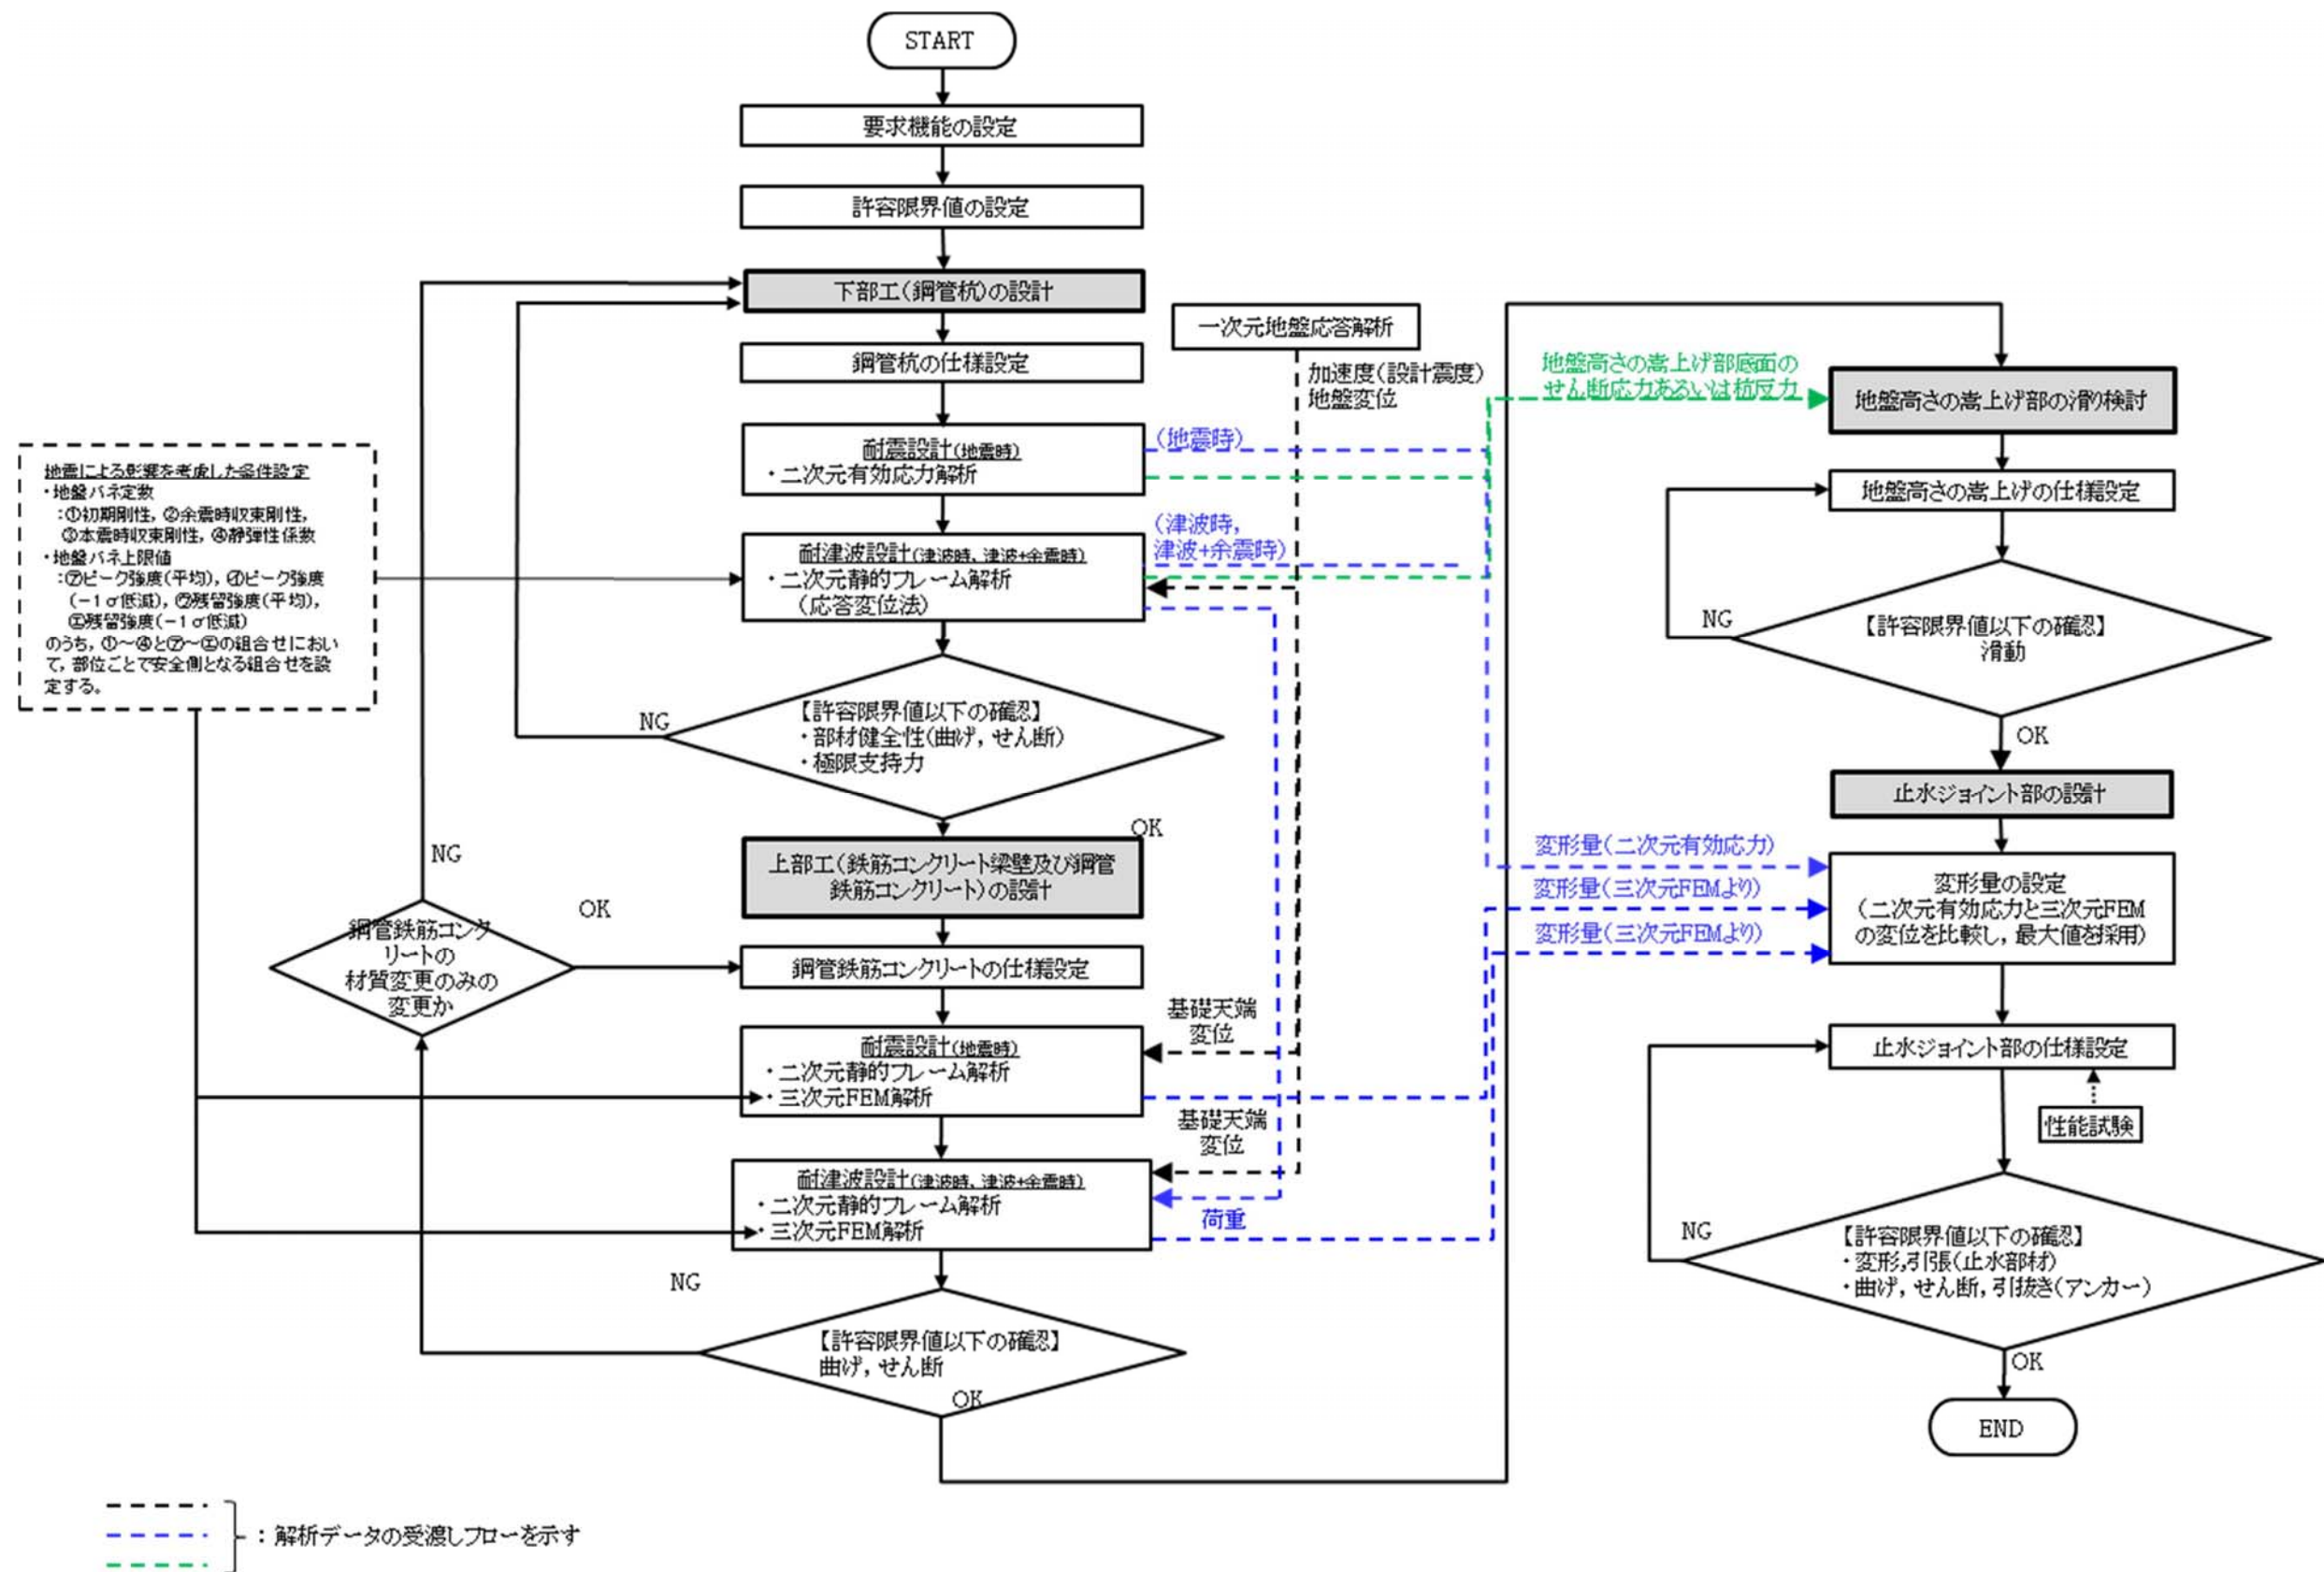 START
要求機能の設定
許容限界値の設定
下部工(鋼管杭)の設計
鋼管杭の仕様設定
耐震設計(地震時)
・二次元有効応力解析
耐津波設計(津波時、津波+余震時)
・二次元静的フレーム解析
(応答変位法)
【許容限界値以下の確認】
・部材健全性(曲げ, せん断)
・極限支持力
NG
OK
上部工(鉄筋コンクリート梁壁及び鋼管
鉄筋コンクリート)の設計
鋼管鉄筋コンクリートの仕様設定
耐震設計(地震時)
・二次元静的フレーム解析
・三次元FEM解析
耐津波設計(津波時、津波+余震時)
・二次元静的フレーム解析
・三次元FEM解析
【許容限界値以下の確認】
曲げ, せん断
NG
OK
鋼管鉄筋コンク
リートの
材質変更のみの
変更か
NG
OK
地震による影響を考慮した条件設定
・地盤バネ定数
:①初期剛性, ②余震時収束剛性,
③本震時収束剛性, ④静弾性係数
・地盤バネ上限値
:㋐ピーク強度(平均), ㋑ピーク強度
(-1σ低減), ㋒残留強度(平均),
㋓残留強度(-1σ低減)
のうち, ①~④と㋐~㋓の組合せにおい
て, 部位ごとで安全側となる組合せを設
定する。
一次元地盤応答解析
加速度(設計震度)
地盤変位
(地震時)
(津波時,
津波+余震時)
基礎天端
変位
基礎天端
変位
荷重
地盤高さの嵩上げ部底面の
せん断応力あるいは杭反力
地盤高さの嵩上げ部の滑り検討
地盤高さの嵩上げの仕様設定
【許容限界値以下の確認】
滑動
NG
OK
止水ジョイント部の設計
変形量(二次元有効応力)
変形量(三次元FEMより)
変形量(三次元FEMより)
変形量の設定
(二次元有効応力と三次元FEM
の変位を比較し, 最大値を採用)
止水ジョイント部の仕様設定
性能試験
【許容限界値以下の確認】
・変形,引張(止水部材)
・曲げ, せん断, 引抜き(アンカー)
NG
OK
END
:解析データの受渡しフローを示す